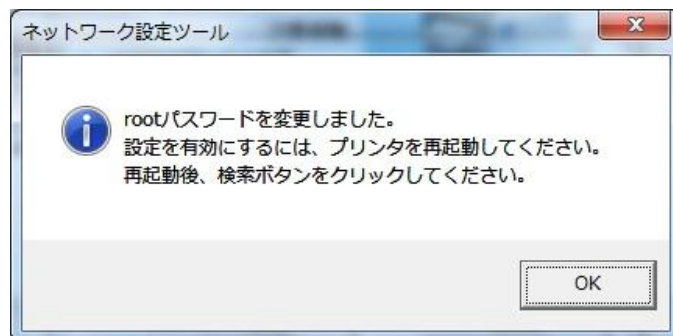 ネットワーク設定ツール
rootパスワードを変更しました。
設定を有効にするには、プリンタを再起動してください。
再起動後、検索ボタンをクリックしてください。
OK